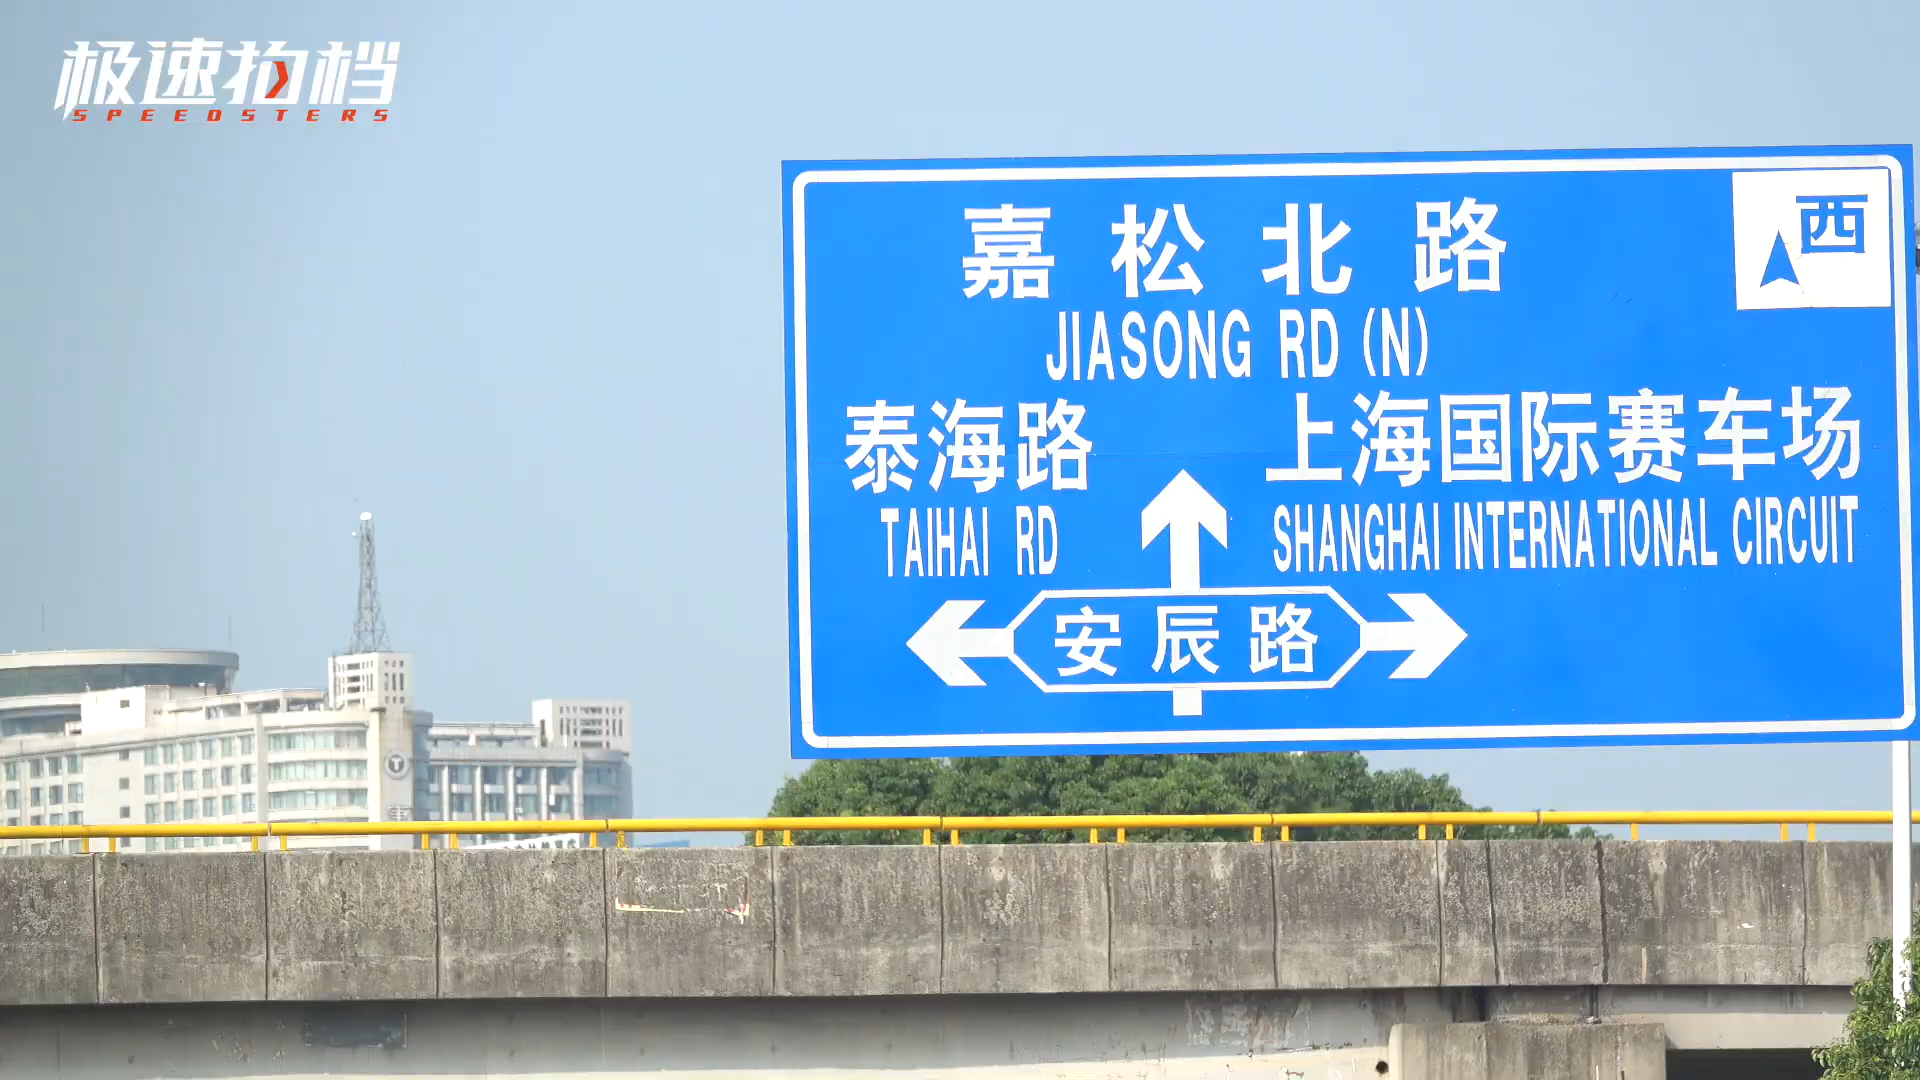 极速拍档
SPEEDSTERS
西
嘉松北路
JIASONG RD (N)
泰海路
上海国际赛车场
TAIHAI RD
SHANGHAI INTERNATIONAL CIRCUIT
安辰路